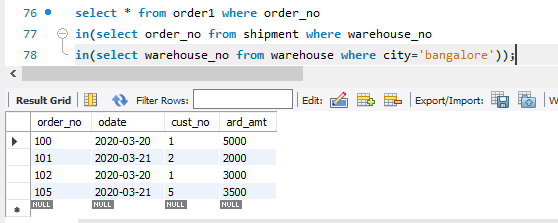 76 select * from order1 where order_no
77 in(select order_no from shipment where warehouse_no
78 in(select warehouse_no from warehouse where city='bangalore'));
Result Grid Filter Rows: Edit: Export/Import: W
order_no odate cust_no ard_amt
100 2020-03-20 1 5000
101 2020-03-21 2 2000
102 2020-03-20 1 3000
105 2020-03-21 5 3500
NULL NULL NULL NULL